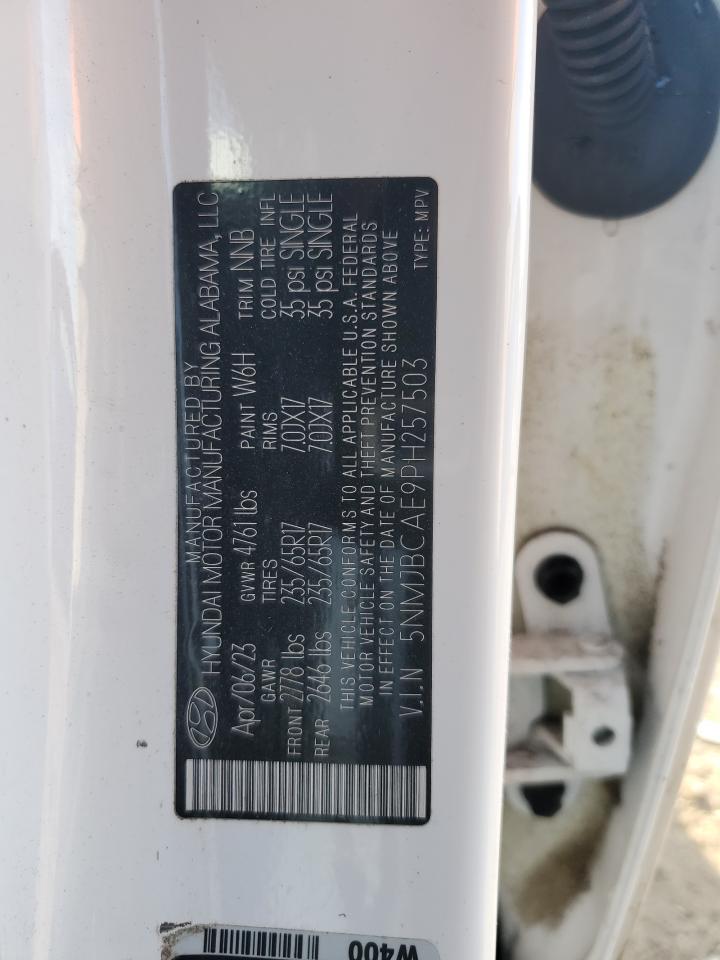 MANUFACTURED BY
HYUNDAI MOTOR MANUFACTURING ALABAMA, LLC
Apr/06/23 GVWR 4761 lbs PAINT W6H TRIM NNB
GAWR TIRES RIMS COLD TIRE INFL
FRONT 2778 lbs 235/65R17 7.0JX17 35 psi SINGLE
REAR 2646 lbs 235/65R17 7.0JX17 35 psi SINGLE
THIS VEHICLE CONFORMS TO ALL APPLICABLE U.S.A. FEDERAL
MOTOR VEHICLE SAFETY AND THEFT PREVENTION STANDARDS
IN EFFECT ON THE DATE OF MANUFACTURE SHOWN ABOVE
V.I.N 5NMJBCAE9PH257503 TYPE: MPV
W400